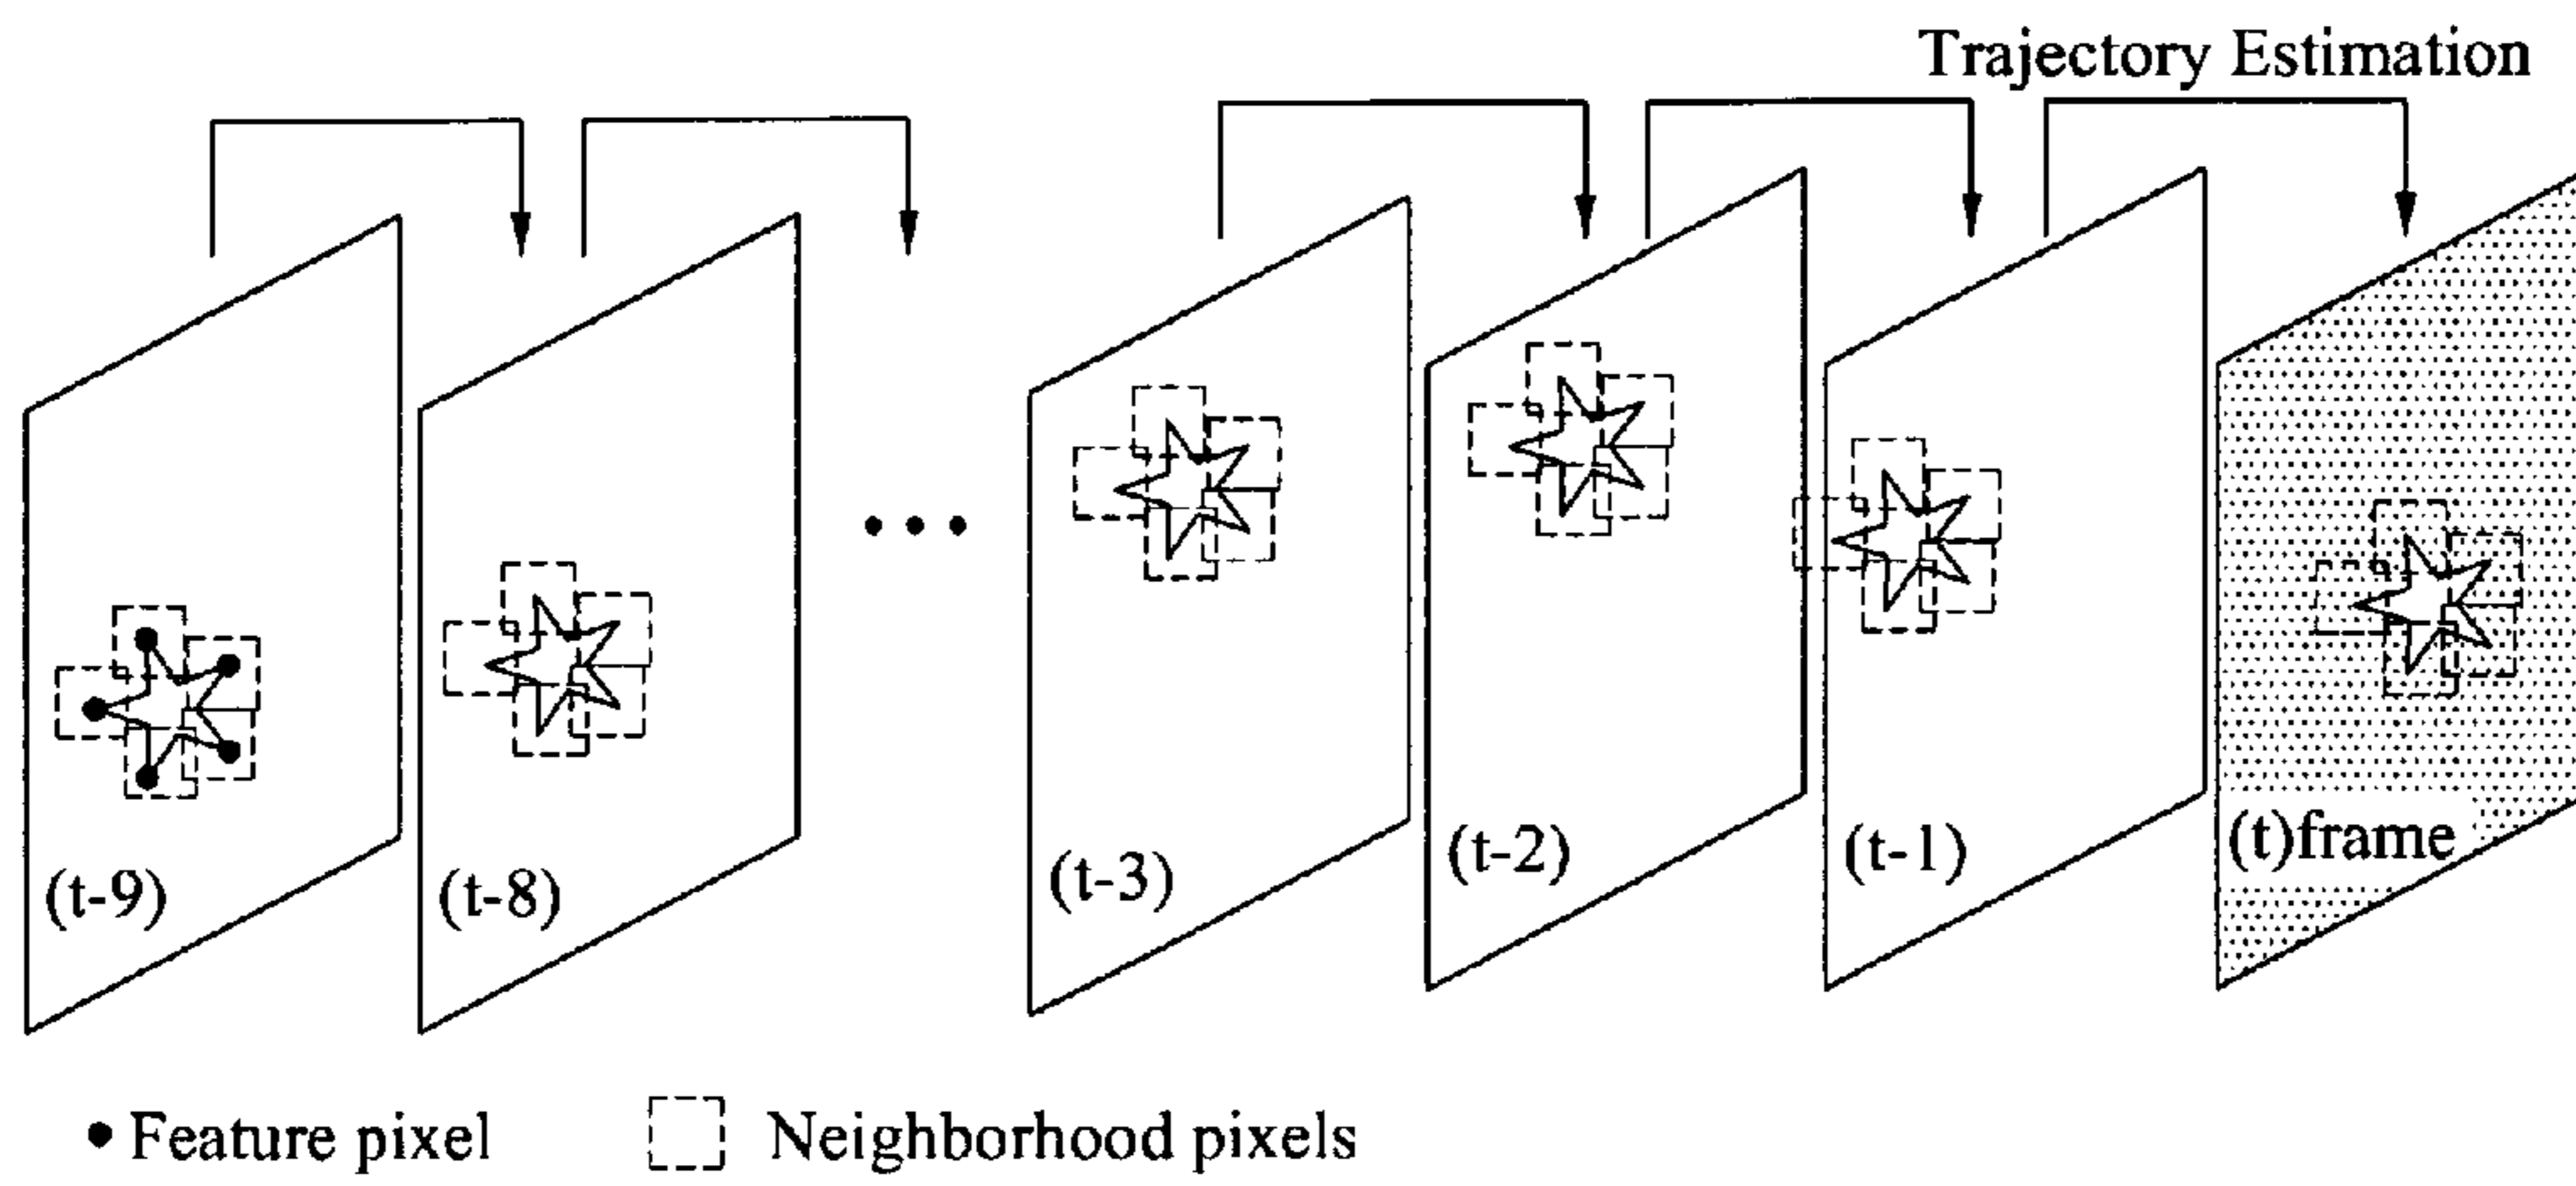 Trajectory Estimation
(t-9)
(t-8)
(t-3)
(t-2)
(t-1)
(t)frame
Feature pixel
Neighborhood pixels